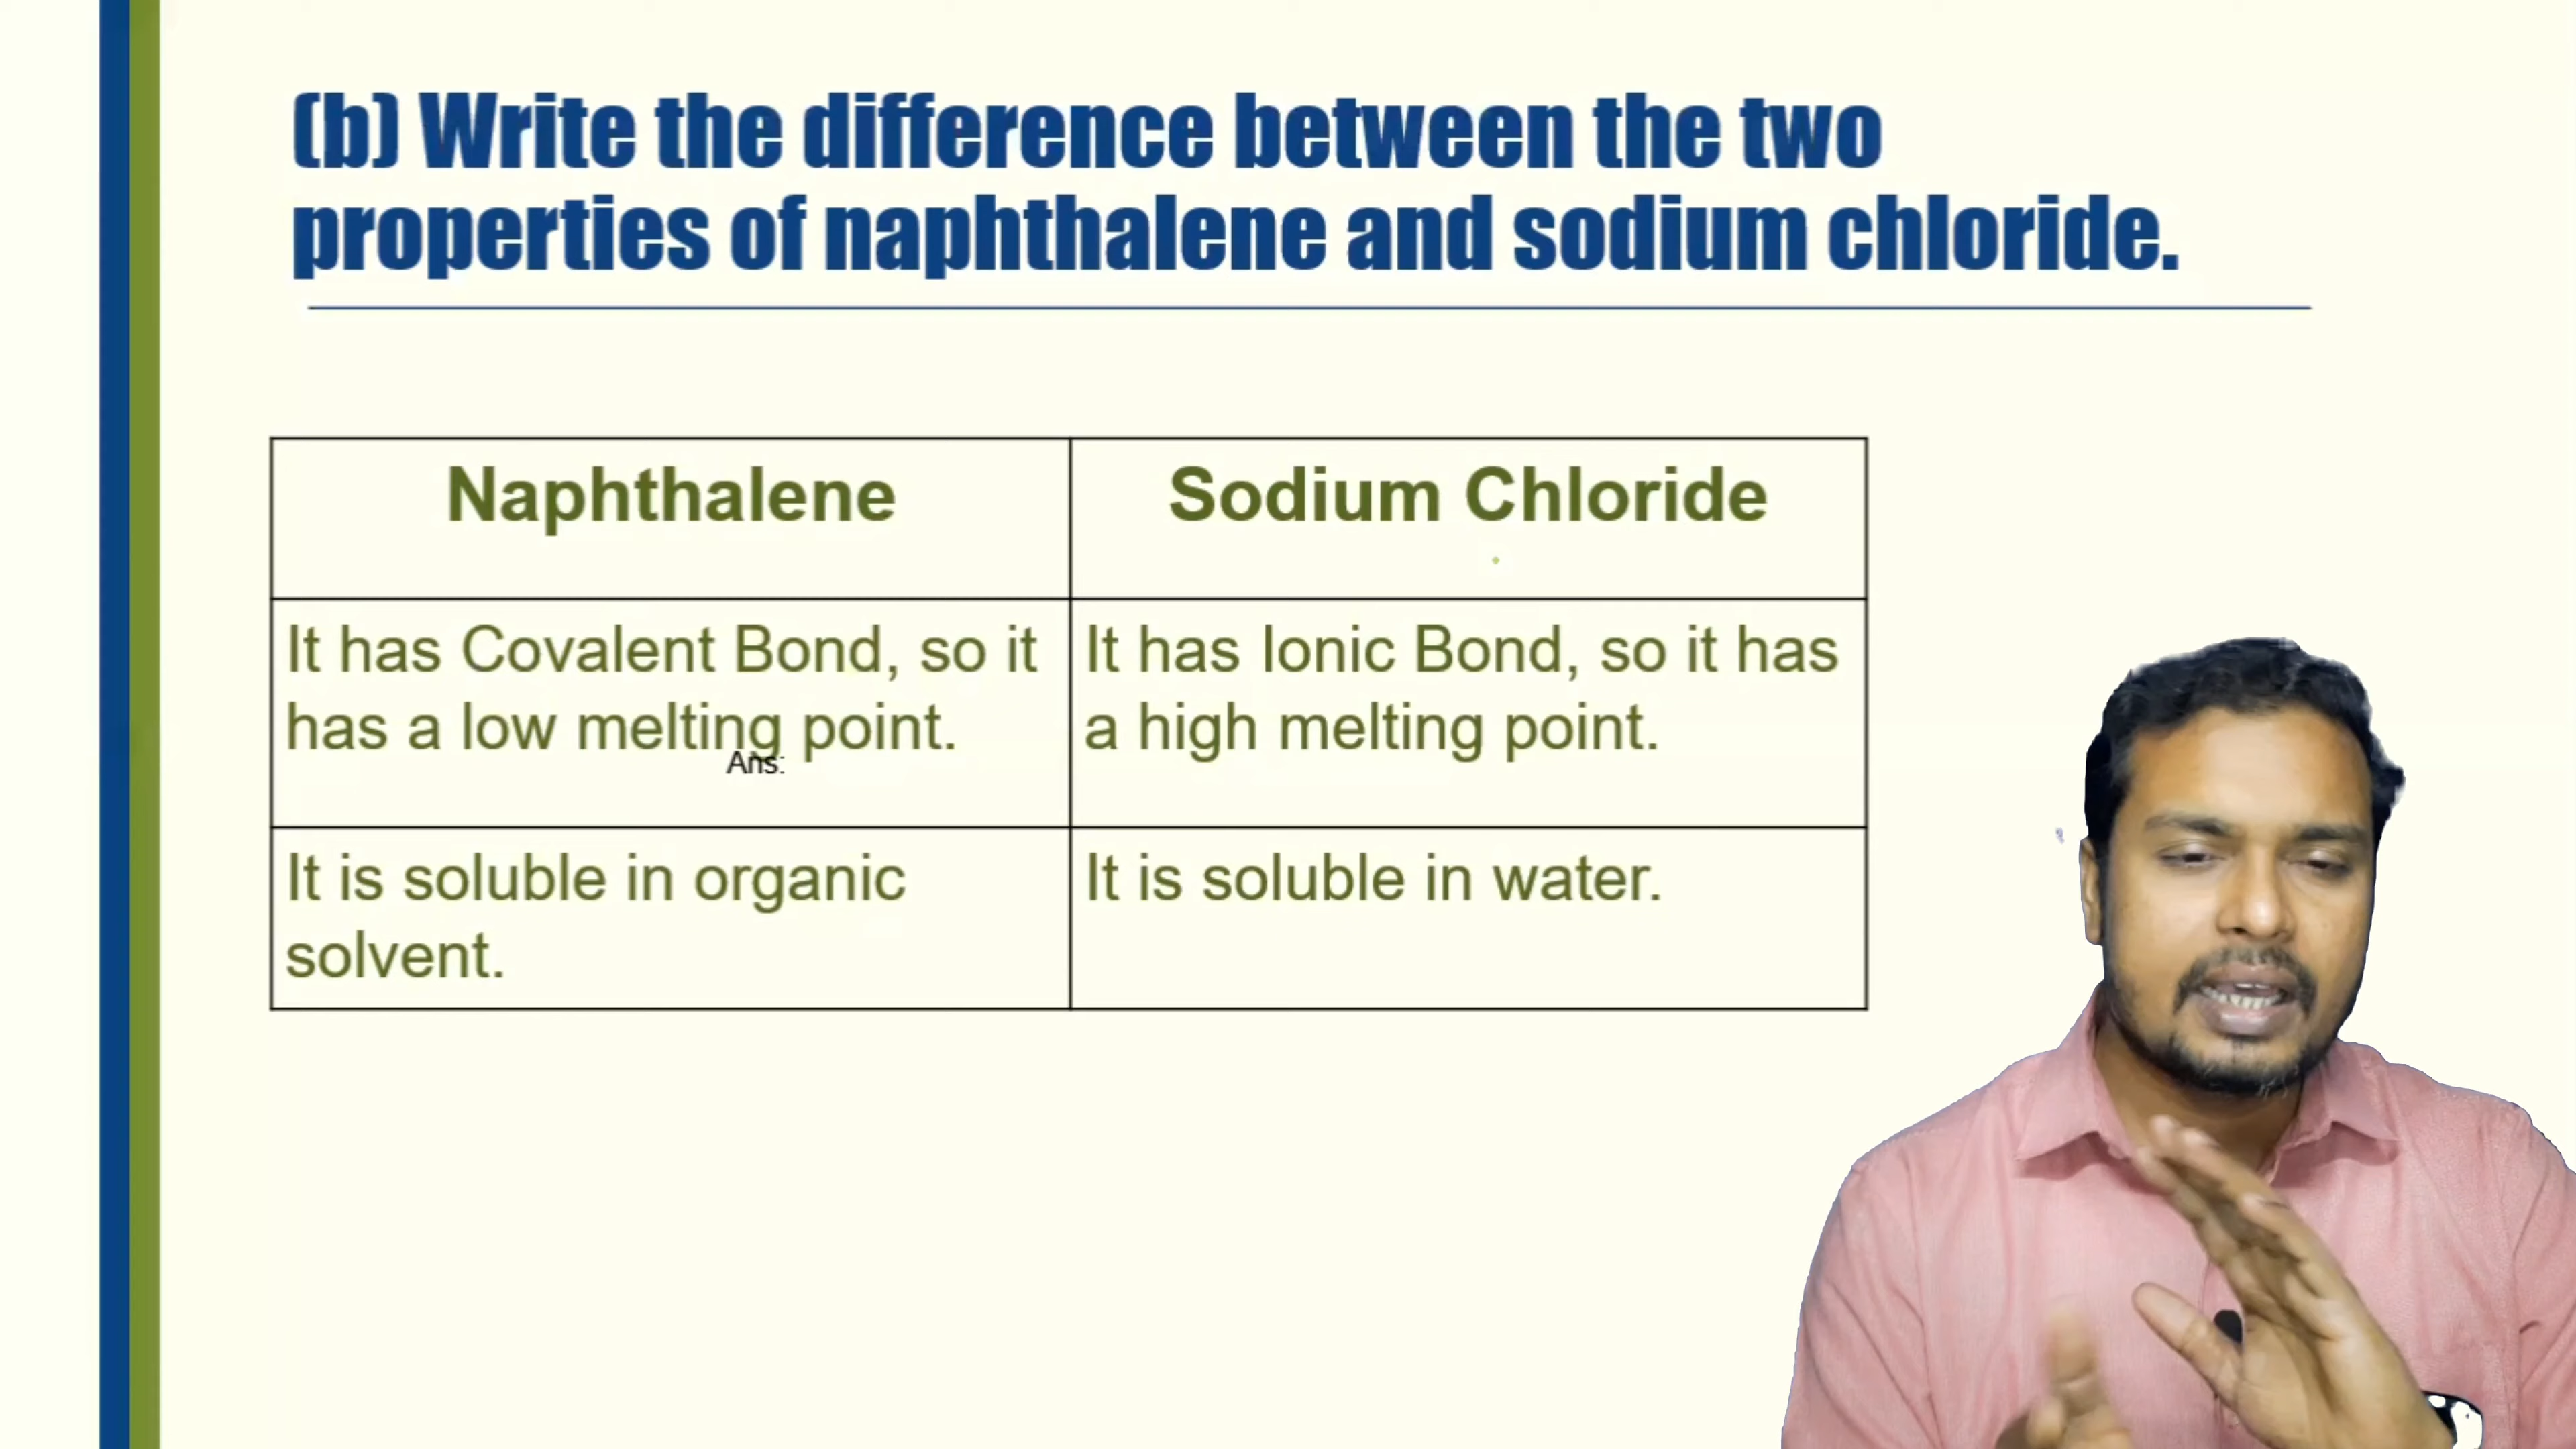 (b) Write the difference between the two
properties of naphthalene and sodium chloride.
Naphthalene
Sodium Chloride
It has Covalent Bond, so it
has a low melting point.
Ans:
It has Ionic Bond, so it has
a high melting point.
It is soluble in organic
solvent.
It is soluble in water.